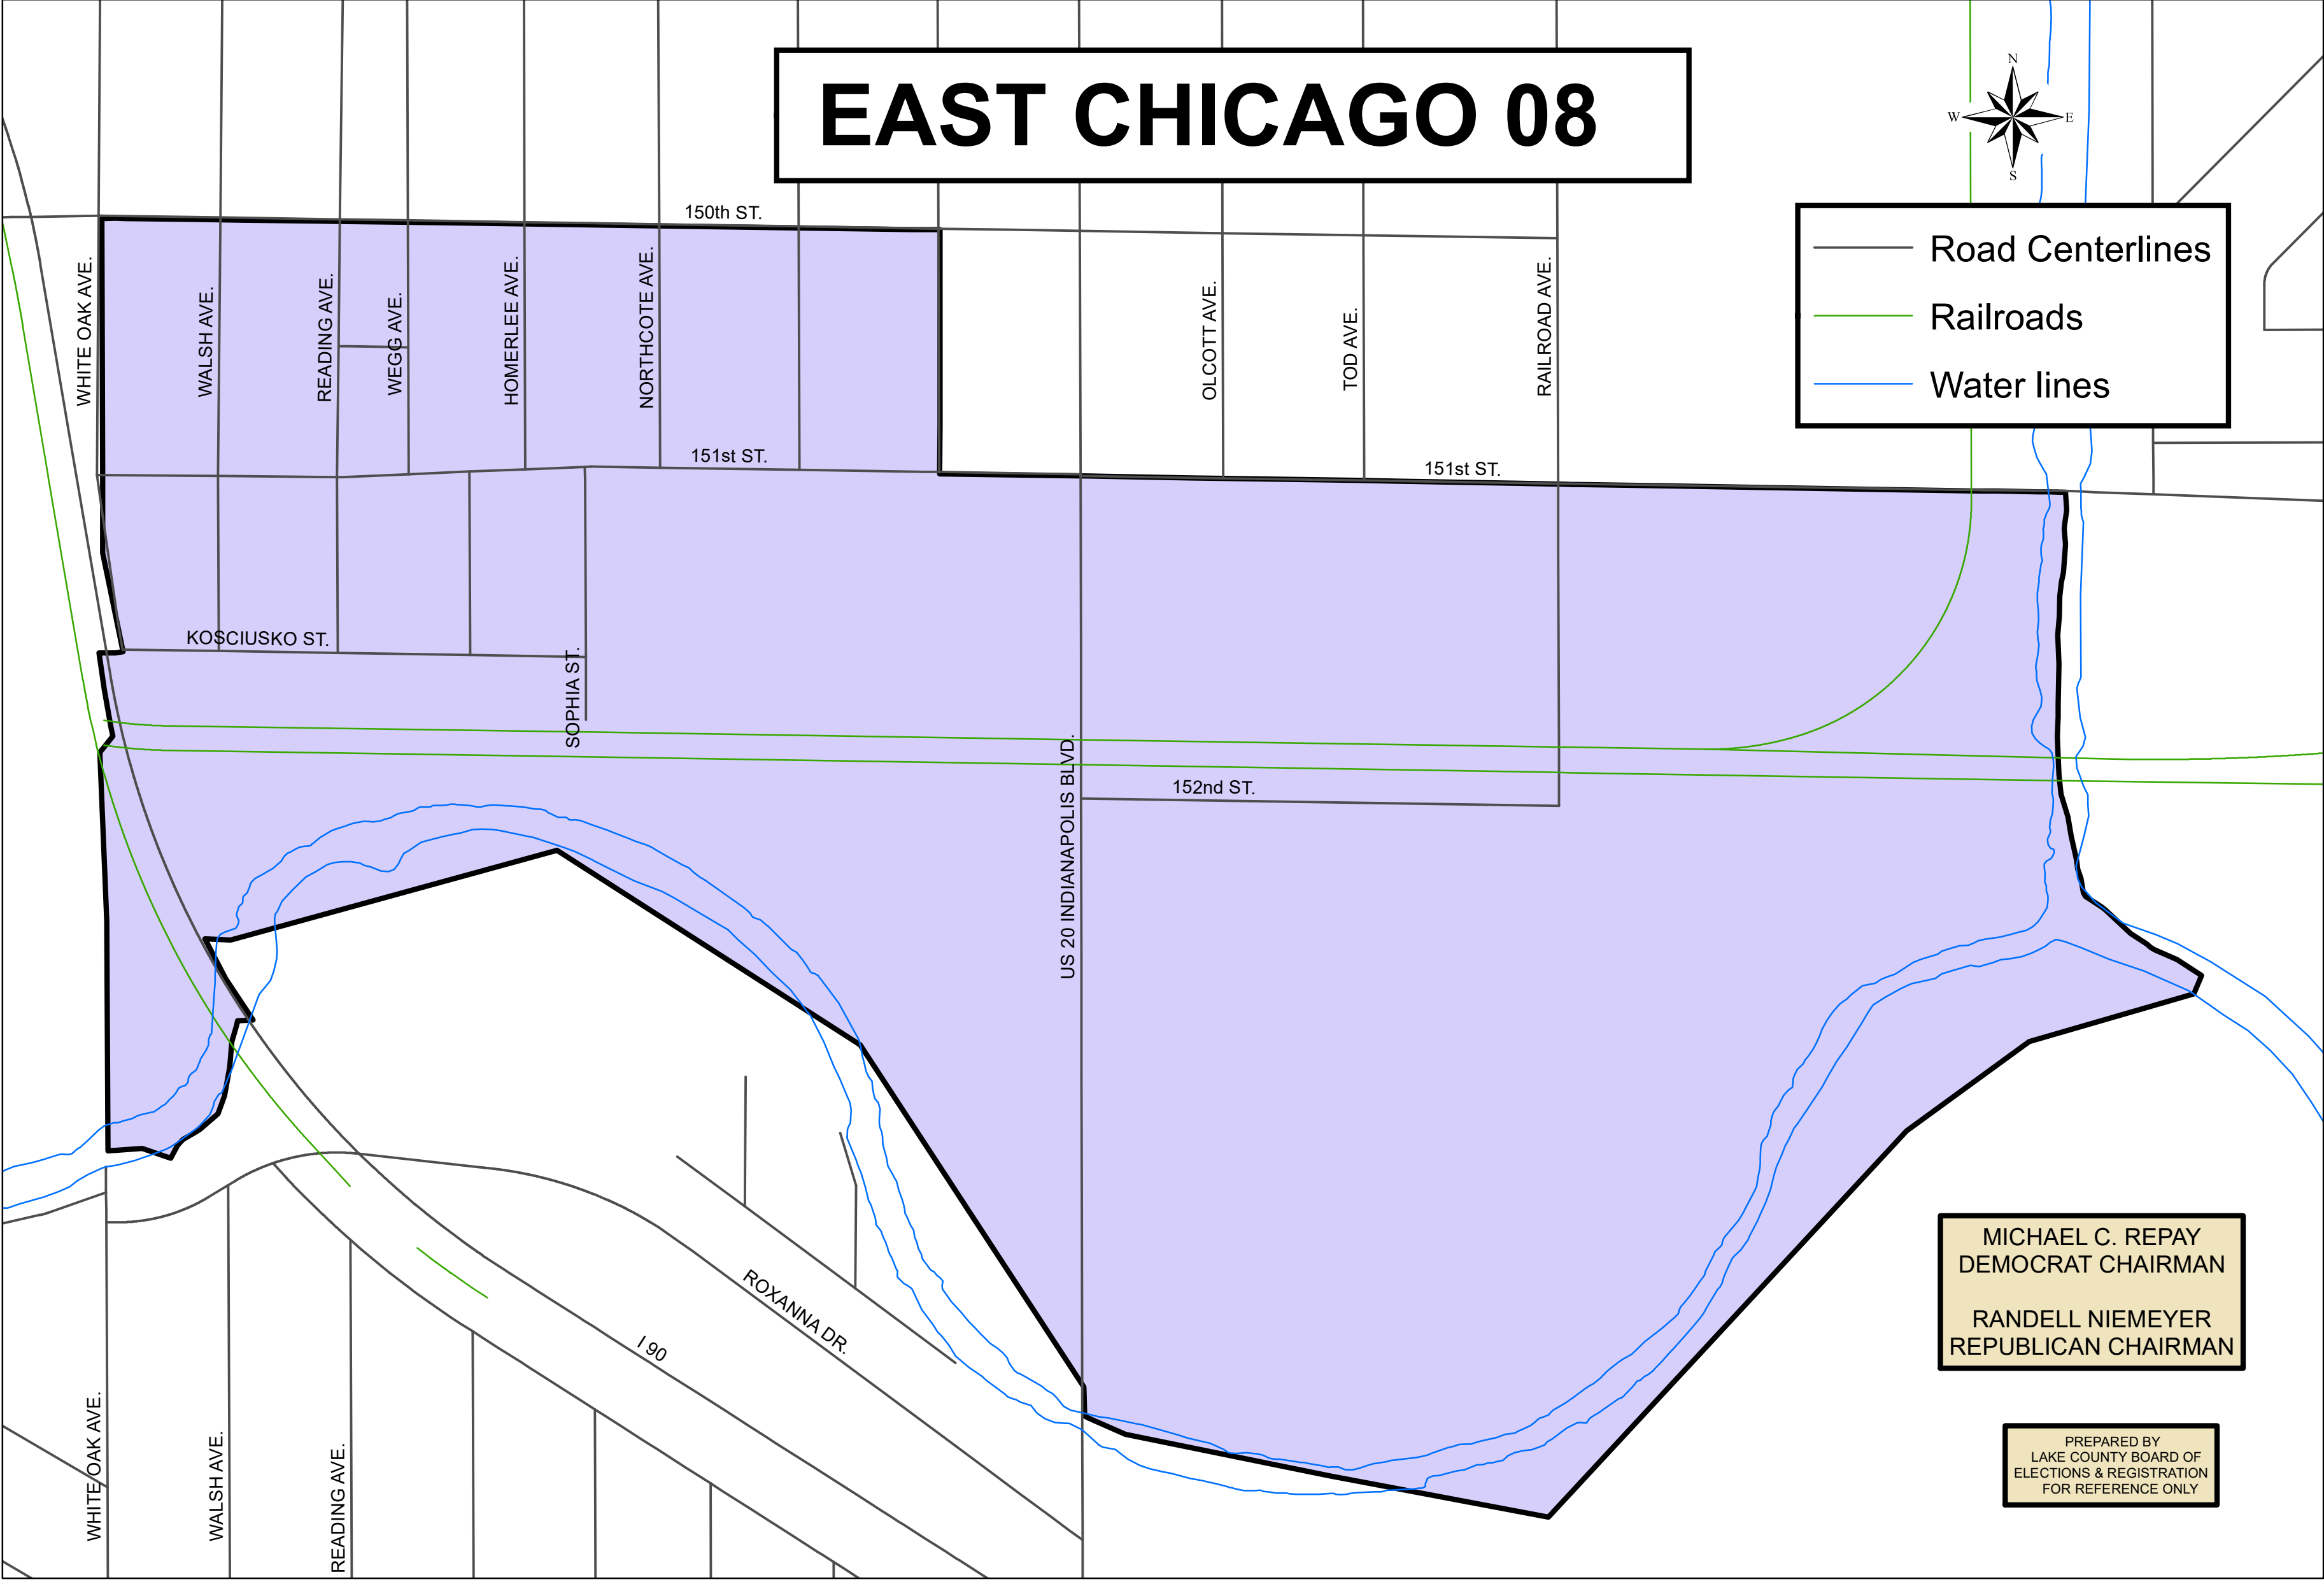 EAST CHICAGO 08
N
W
E
S
Road Centerlines
Railroads
Water lines
150th ST.
WHITE OAK AVE.
WALSH AVE.
READING AVE.
WEGG AVE.
HOMERLEE AVE.
NORTHCOTE AVE.
OLCOTT AVE.
TOD AVE.
RAILROAD AVE.
151st ST.
151st ST.
KOSCIUSKO ST.
SOPHIA ST.
US 20 INDIANAPOLIS BLVD.
152nd ST.
ROXANNA DR.
I 90
WHITE OAK AVE.
WALSH AVE.
READING AVE.
MICHAEL C. REPAY
DEMOCRAT CHAIRMAN
RANDELL NIEMEYER
REPUBLICAN CHAIRMAN
PREPARED BY
LAKE COUNTY BOARD OF
ELECTIONS & REGISTRATION
FOR REFERENCE ONLY